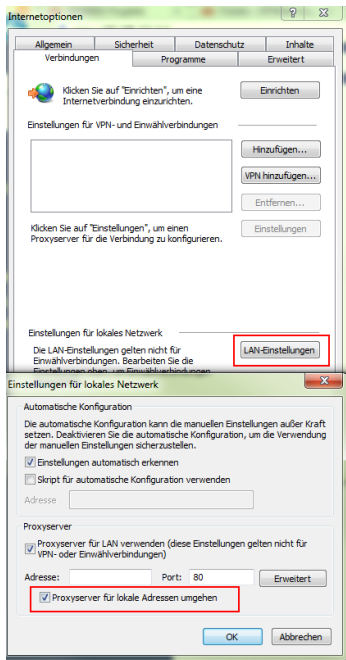 Internetoptionen
Allgemein Sicherheit Datenschutz Inhalte
Verbindungen Programme Erweitert
Klicken Sie auf "Einrichten", um eine
Internetverbindung einzurichten.
Einrichten
Einstellungen für VPN- und Einwählverbindungen
Hinzufügen...
VPN hinzufügen...
Entfernen...
Klicken Sie auf "Einstellungen", um einen
Proxyserver für die Verbindung zu konfigurieren.
Einstellungen
Einstellungen für lokales Netzwerk
Die LAN-Einstellungen gelten nicht für
Einwählverbindungen. Bearbeiten Sie die
Einstellungen oben, um Einwählverbindungen
LAN-Einstellungen
Einstellungen für lokales Netzwerk
Automatische Konfiguration
Die automatische Konfiguration kann die manuellen Einstellungen außer Kraft
setzen. Deaktivieren Sie die automatische Konfiguration, um die Verwendung
der manuellen Einstellungen sicherzustellen.
Einstellungen automatisch erkennen
Skript für automatische Konfiguration verwenden
Adresse
Proxyserver
Proxyserver für LAN verwenden (diese Einstellungen gelten nicht für
VPN- oder Einwählverbindungen)
Adresse: Port: 80 Erweitert
Proxyserver für lokale Adressen umgehen
OK Abbrechen